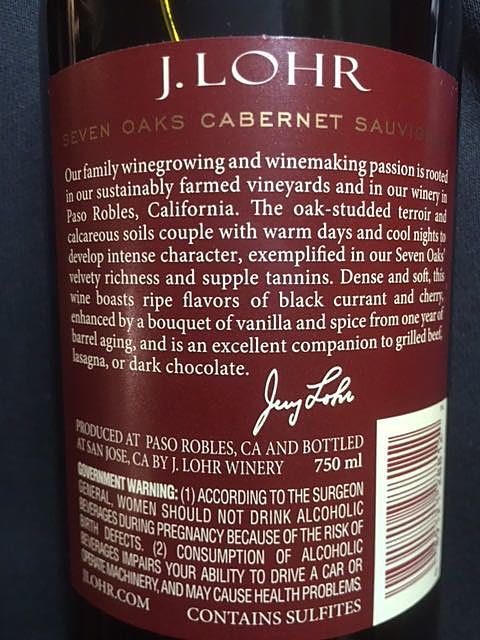 J. LOHR
SEVEN OAKS CABERNET
Our family winegrowing and winemaking passion is rooted
in our sustainably farmed vineyards and in our winery in
Paso Robles, California. The oak-studded terroir and
calcareous soils couple with warm days and cool nights to
develop intense character, exemplified in our Seven Oaks'
velvety richness and supple tannins. Dense and soft, this
wine boasts ripe flavors of black currant and cherry,
enhanced by a bouquet of vanilla and spice from one year of
barrel aging, and is an excellent companion to grilled beef,
lasagna, or dark chocolate.
Jerry Lohr
PRODUCED AT PASO ROBLES, CA AND BOTTLED
AT SAN JOSE, CA BY J. LOHR WINERY 750 ml
GOVERNMENT WARNING: (1) ACCORDING TO THE SURGEON
GENERAL, WOMEN SHOULD NOT DRINK ALCOHOLIC
BEVERAGES DURING PREGNANCY BECAUSE OF THE RISK OF
BIRTH DEFECTS. (2) CONSUMPTION OF ALCOHOLIC
BEVERAGES IMPAIRS YOUR ABILITY TO DRIVE A CAR OR
OPERATE MACHINERY, AND MAY CAUSE HEALTH PROBLEMS.
JLOHR.COM CONTAINS SULFITES